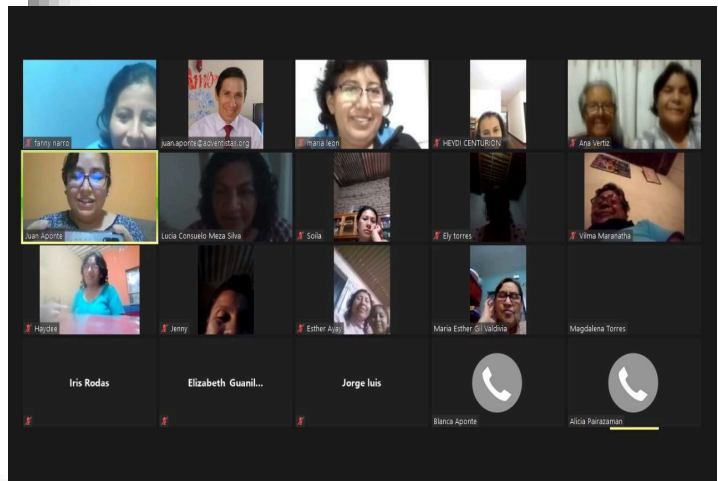 fanny narro
juan.aponte@adventistas.org
maria leon
HEYDI CENTURION
Ana Vertiz
Juan Aponte
Lucia Consuelo Meza Silva
Soila
Ely torres
Vilma Maranatha
Haydee
Jenny
Esther Ayay
Maria Esther Gil Valdivia
Magdalena Torres
Iris Rodas
Elizabeth Guanil...
Jorge luis
Blanca Aponte
Alicia Pairazaman